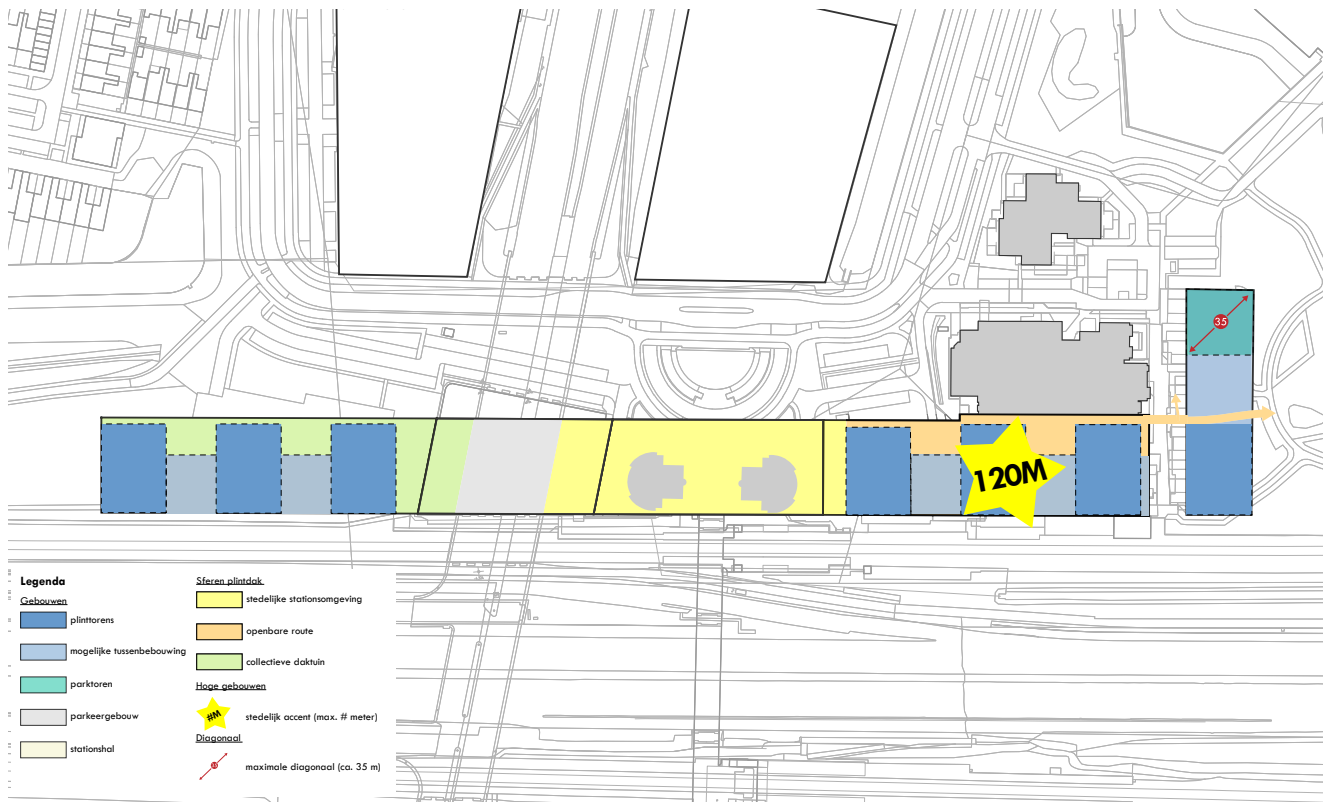 35
120M
Legenda
Gebouwen
plinttorens
mogelijke tussenbebouwing
parktoren
parkeergebouw
stationshal
Sferen plintdak
stedelijke stationsomgeving
openbare route
collectieve daktuin
Hoge gebouwen
#M
stedelijk accent (max. # meter)
Diagonaal
maximale diagonaal (ca. 35 m)